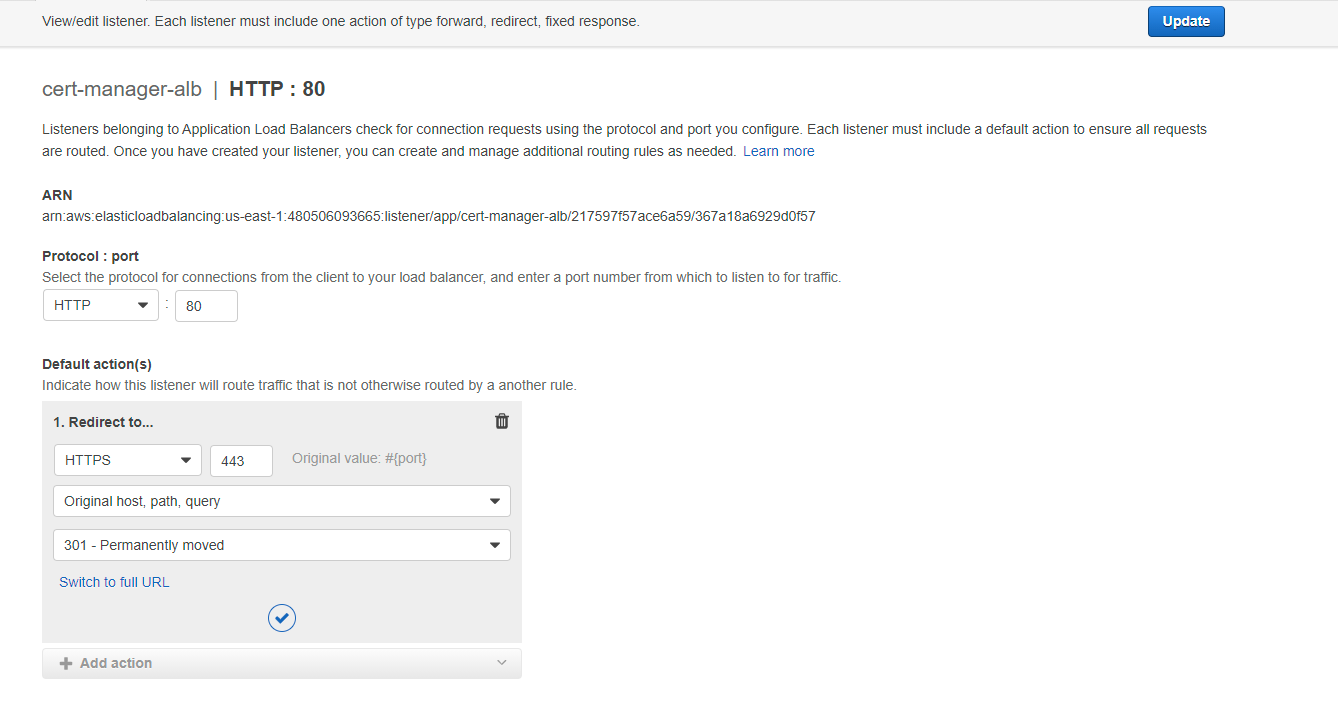 View/edit listener. Each listener must include one action of type forward, redirect, fixed response.
Update
cert-manager-alb | HTTP : 80
Listeners belonging to Application Load Balancers check for connection requests using the protocol and port you configure. Each listener must include a default action to ensure all requests
are routed. Once you have created your listener, you can create and manage additional routing rules as needed. Learn more
ARN
arn:aws:elasticloadbalancing:us-east-1:480506093665:listener/app/cert-manager-alb/217597f57ace6a59/367a18a6929d0f57
Protocol : port
Select the protocol for connections from the client to your load balancer, and enter a port number from which to listen to for traffic.
HTTP : 80
Default action(s)
Indicate how this listener will route traffic that is not otherwise routed by a another rule.
1. Redirect to...
HTTPS 443 Original value: #{port}
Original host, path, query
301 - Permanently moved
Switch to full URL
Add action